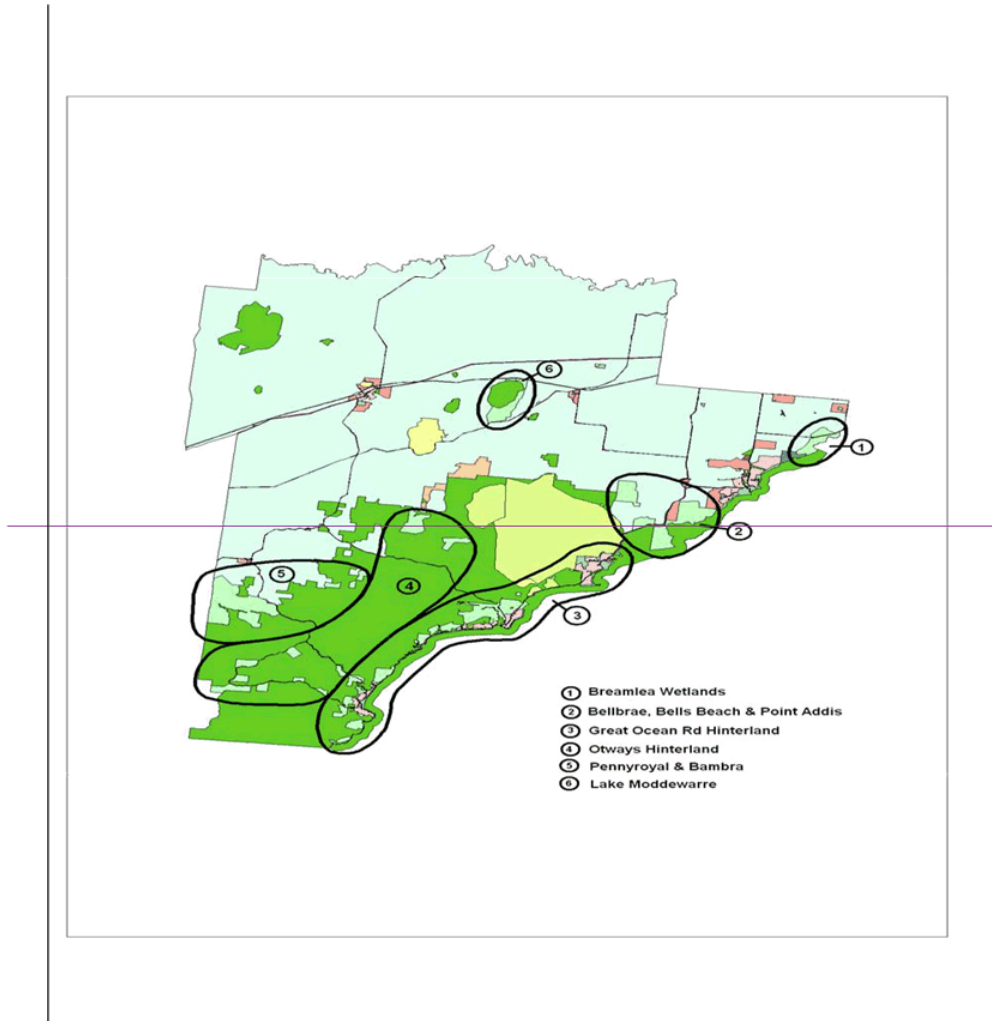 6
1
2
5
4
3
1 Breamlea Wetlands
2 Bellbrae, Bells Beach & Point Addis
3 Great Ocean Rd Hinterland
4 Otways Hinterland
5 Pennyroyal & Bambra
6 Lake Moddewarre